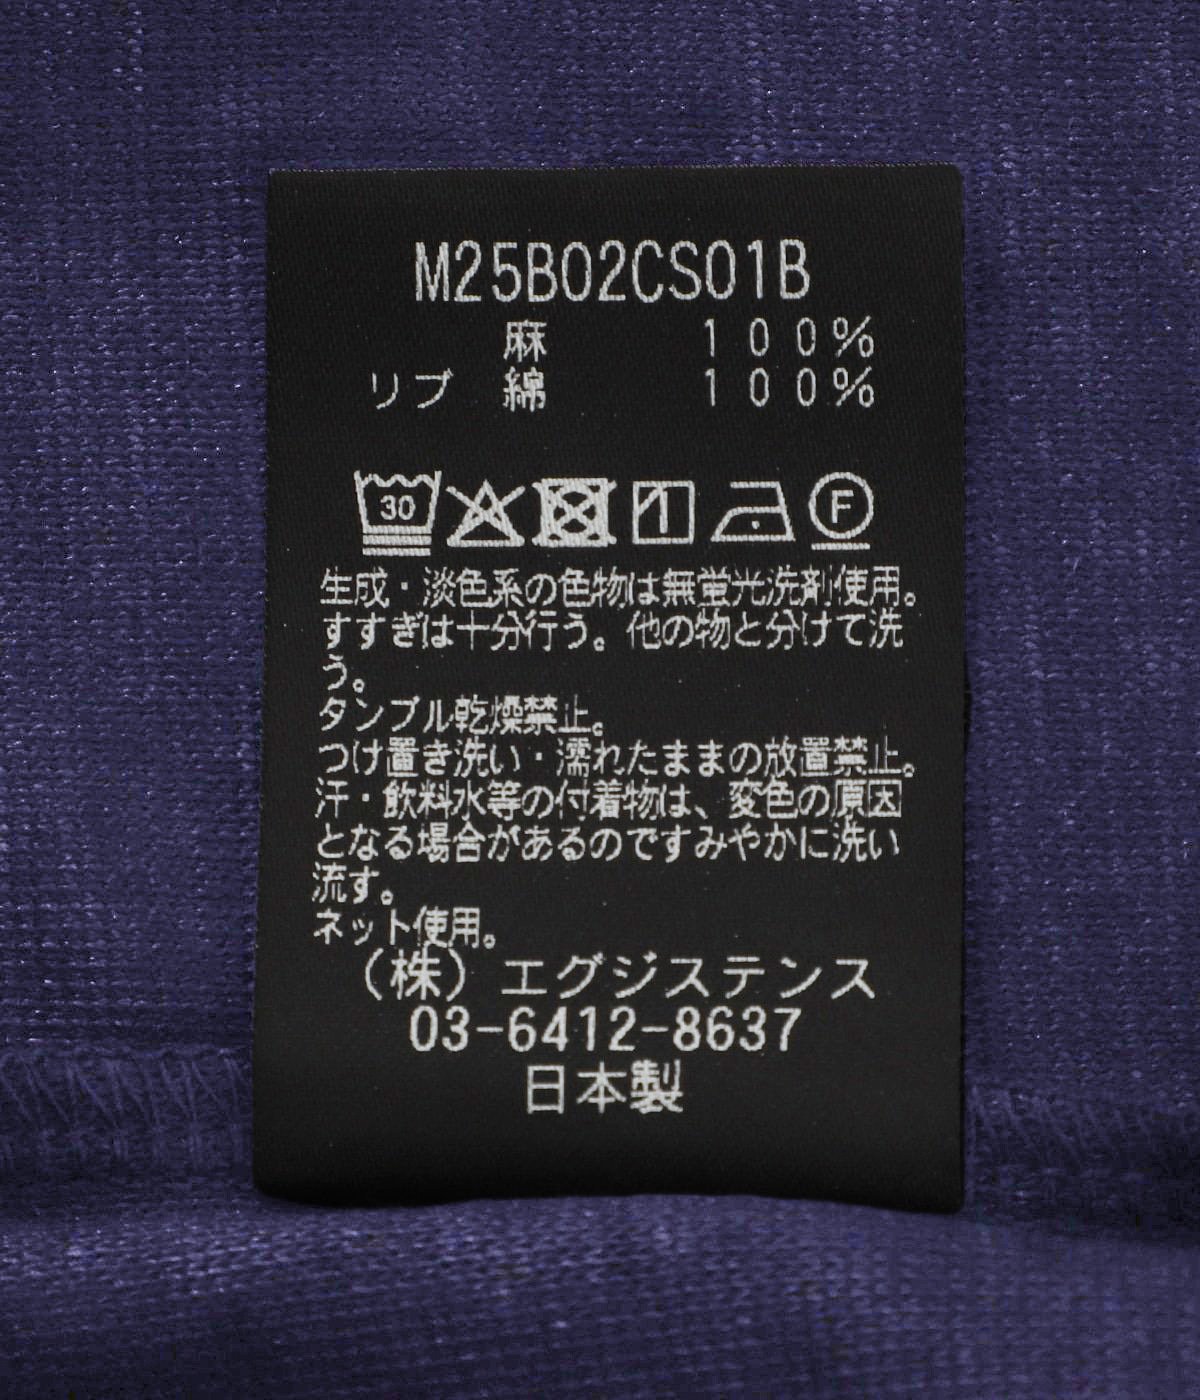 M25B02CS01B
麻 100%
リブ 綿 100%
30
F
生成・淡色系の色物は無蛍光洗剤使用。
すすぎは十分行う。他の物と分けて洗
う。
タンブル乾燥禁止。
つけ置き洗い・濡れたままの放置禁止。
汗・飲料水等の付着物は、変色の原因
となる場合があるのですみやかに洗い
流す。
ネット使用。
(株)エグジステンス
03-6412-8637
日本製